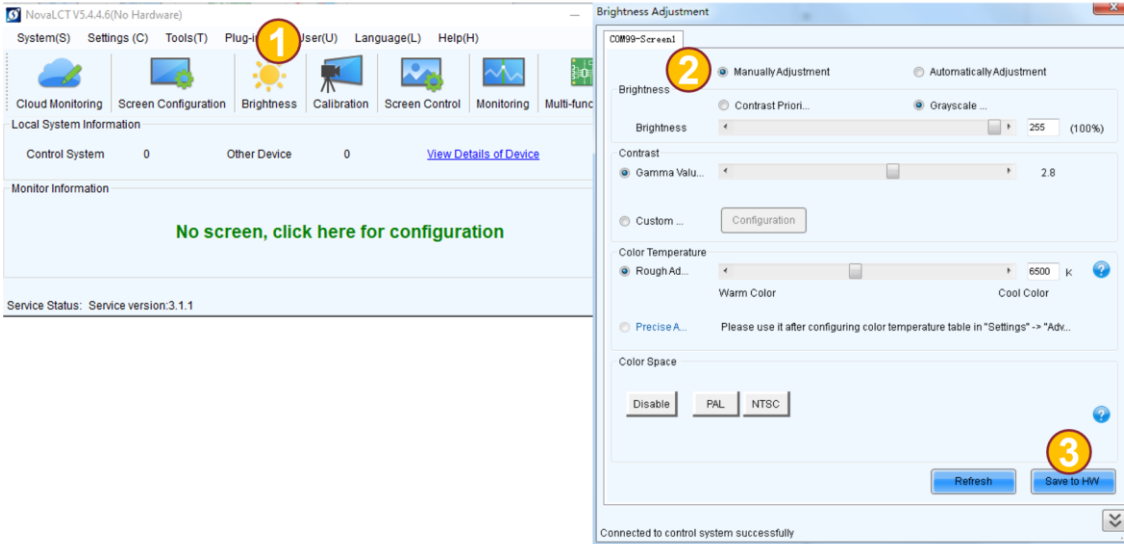 NovaLCT V5.4.4.6(No Hardware)
System(S) Settings (C) Tools(T) Plug-in User(U) Language(L) Help(H)
1
Cloud Monitoring Screen Configuration Brightness Calibration Screen Control Monitoring Multi-func
Local System Information
Control System 0 Other Device 0 View Details of Device
Monitor Information
No screen, click here for configuration
Service Status: Service version:3.1.1
Brightness Adjustment
COM99-Screen1
2
Manually Adjustment Automatically Adjustment
Brightness
Contrast Priori... Grayscale ...
Brightness 255 (100%)
Contrast
Gamma Valu... 2.8
Custom ... Configuration
Color Temperature
Rough Ad... 6500 K ?
Warm Color Cool Color
Precise A... Please use it after configuring color temperature table in "Settings" -> "Adv...
Color Space
Disable PAL NTSC
?
3
Refresh Save to HW
Connected to control system successfully